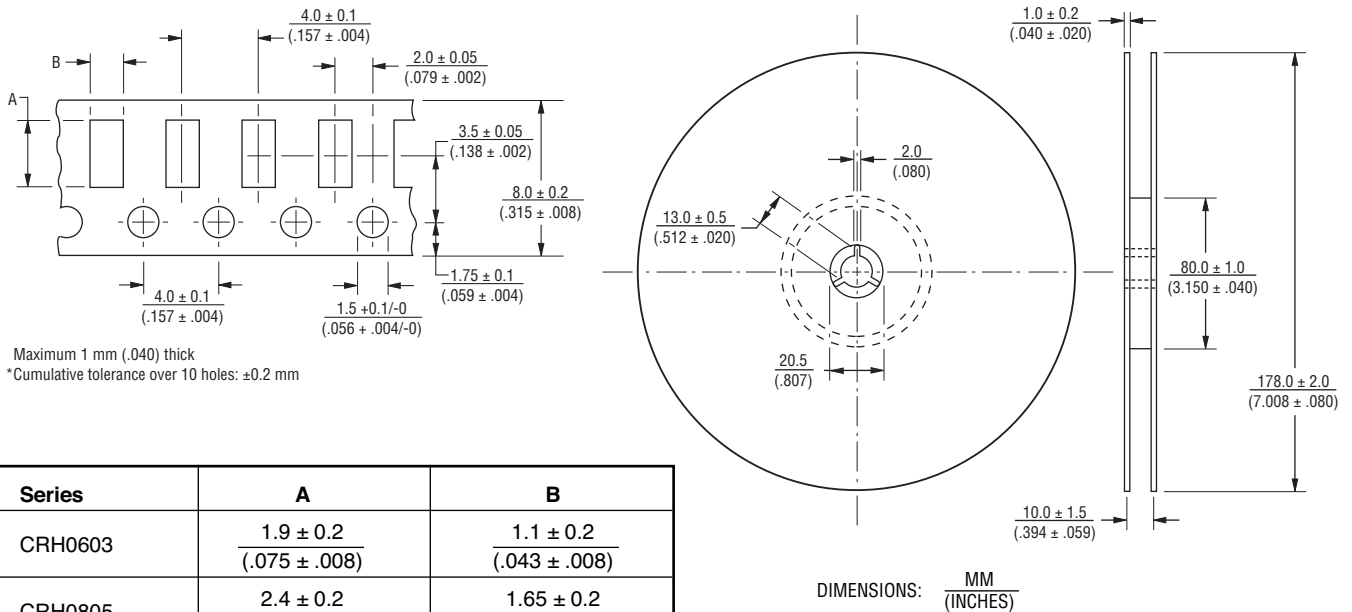 4.0 ± 0.1
(.157 ± .004)
B
2.0 ± 0.05
(.079 ± .002)
A
3.5 ± 0.05
(.138 ± .002)
8.0 ± 0.2
(.315 ± .008)
1.75 ± 0.1
(.059 ± .004)
4.0 ± 0.1
(.157 ± .004)
1.5 +0.1/-0
(.056 + .004/-0)
Maximum 1 mm (.040) thick
*Cumulative tolerance over 10 holes: ±0.2 mm
1.0 ± 0.2
(.040 ± .020)
2.0
(.080)
13.0 ± 0.5
(.512 ± .020)
20.5
(.807)
80.0 ± 1.0
(3.150 ± .040)
178.0 ± 2.0
(7.008 ± .080)
10.0 ± 1.5
(.394 ± .059)
DIMENSIONS: MM
(INCHES)
Series A B
CRH0603 1.9 ± 0.2 1.1 ± 0.2
(.075 ± .008) (.043 ± .008)
CRH0805 2.4 ± 0.2 1.65 ± 0.2